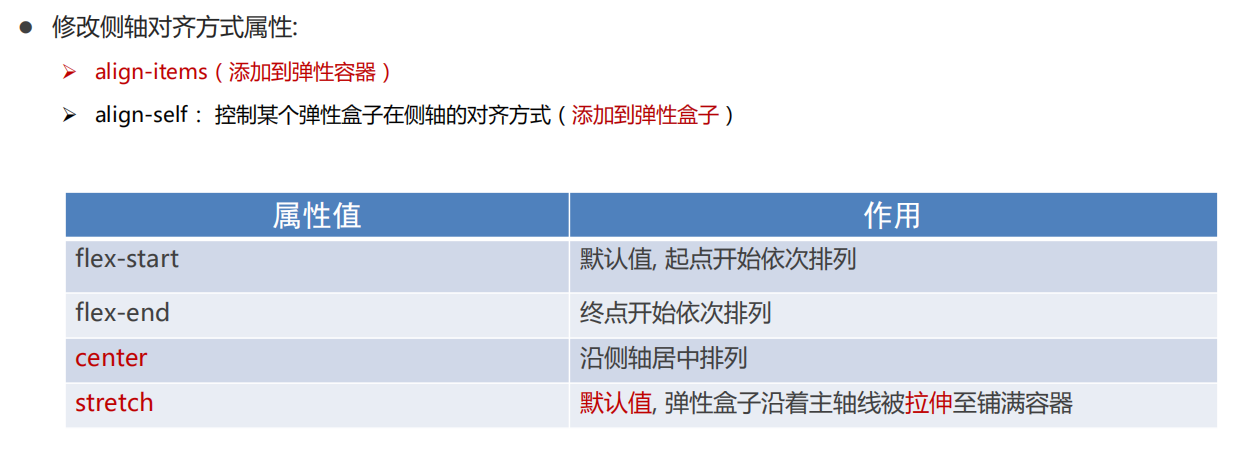 修改侧轴对齐方式属性:
align-items（添加到弹性容器）
align-self： 控制某个弹性盒子在侧轴的对齐方式（添加到弹性盒子）
属性值 作用
flex-start 默认值, 起点开始依次排列
flex-end 终点开始依次排列
center 沿侧轴居中排列
stretch 默认值, 弹性盒子沿着主轴线被拉伸至铺满容器